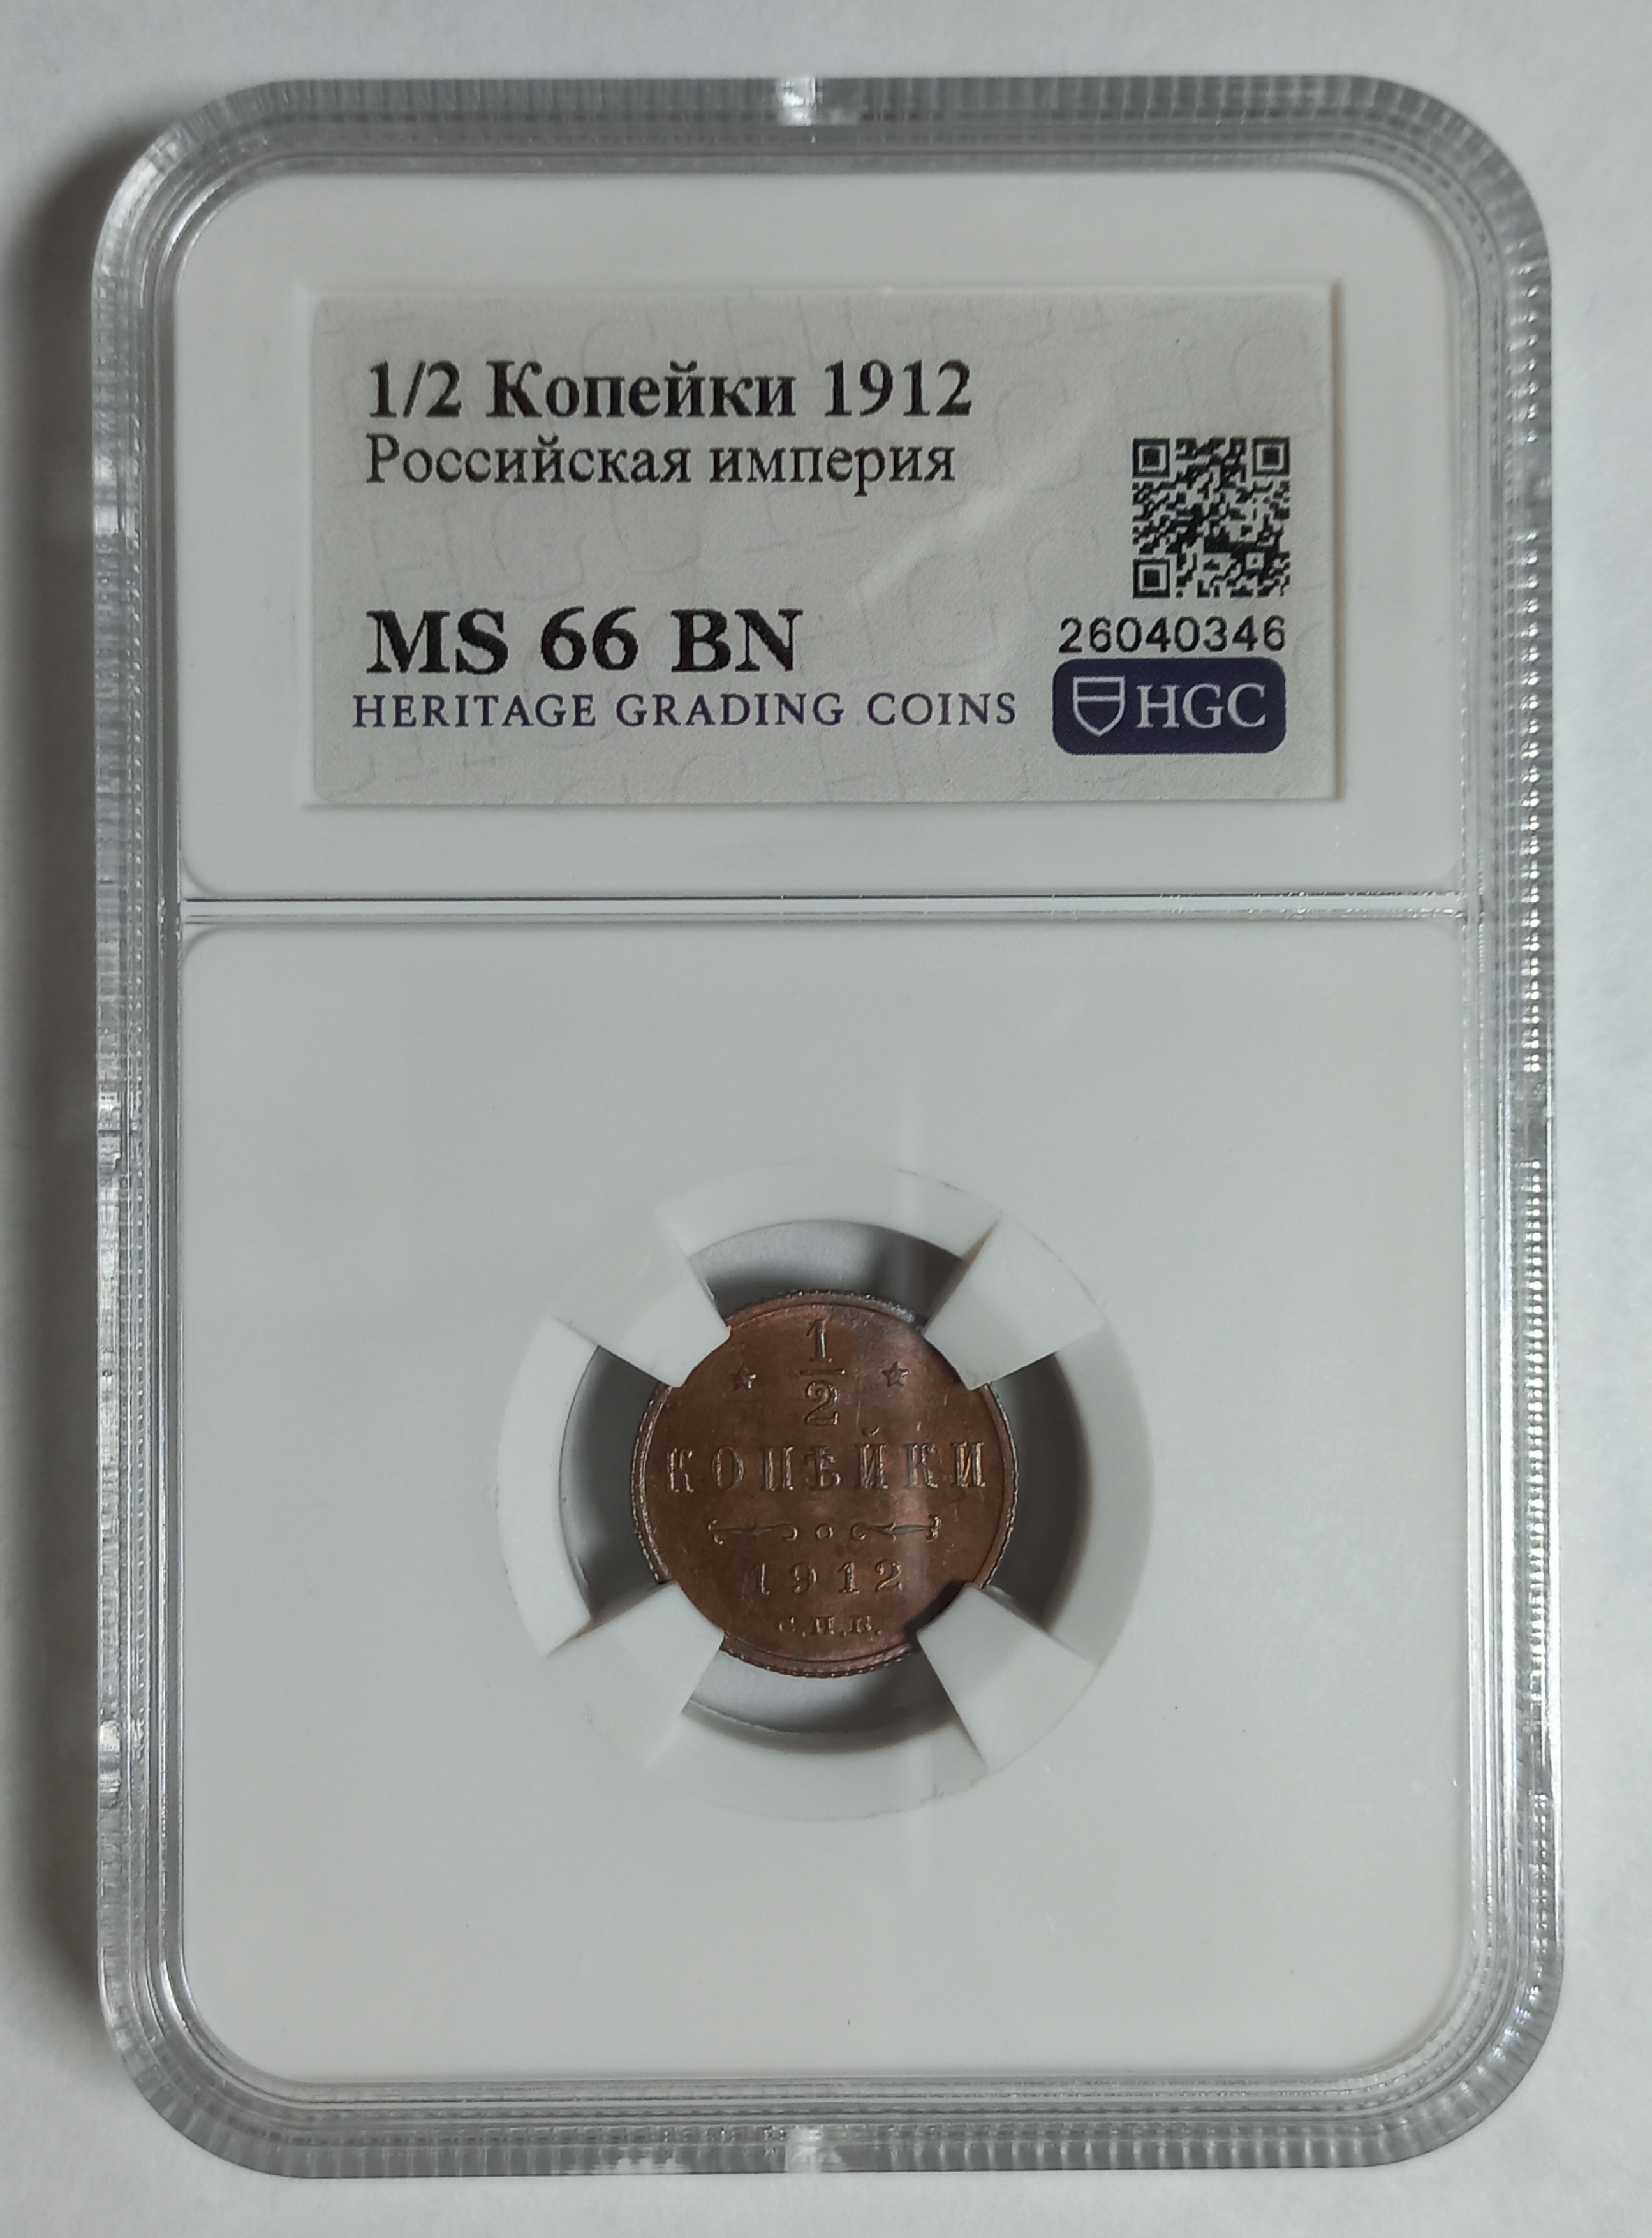 1/2 Копейки 1912
Российская империя
MS 66 BN
26040346
HERITAGE GRADING COINS
HGC
1
2
КОПѢЙКИ
1912
С.П.Б.